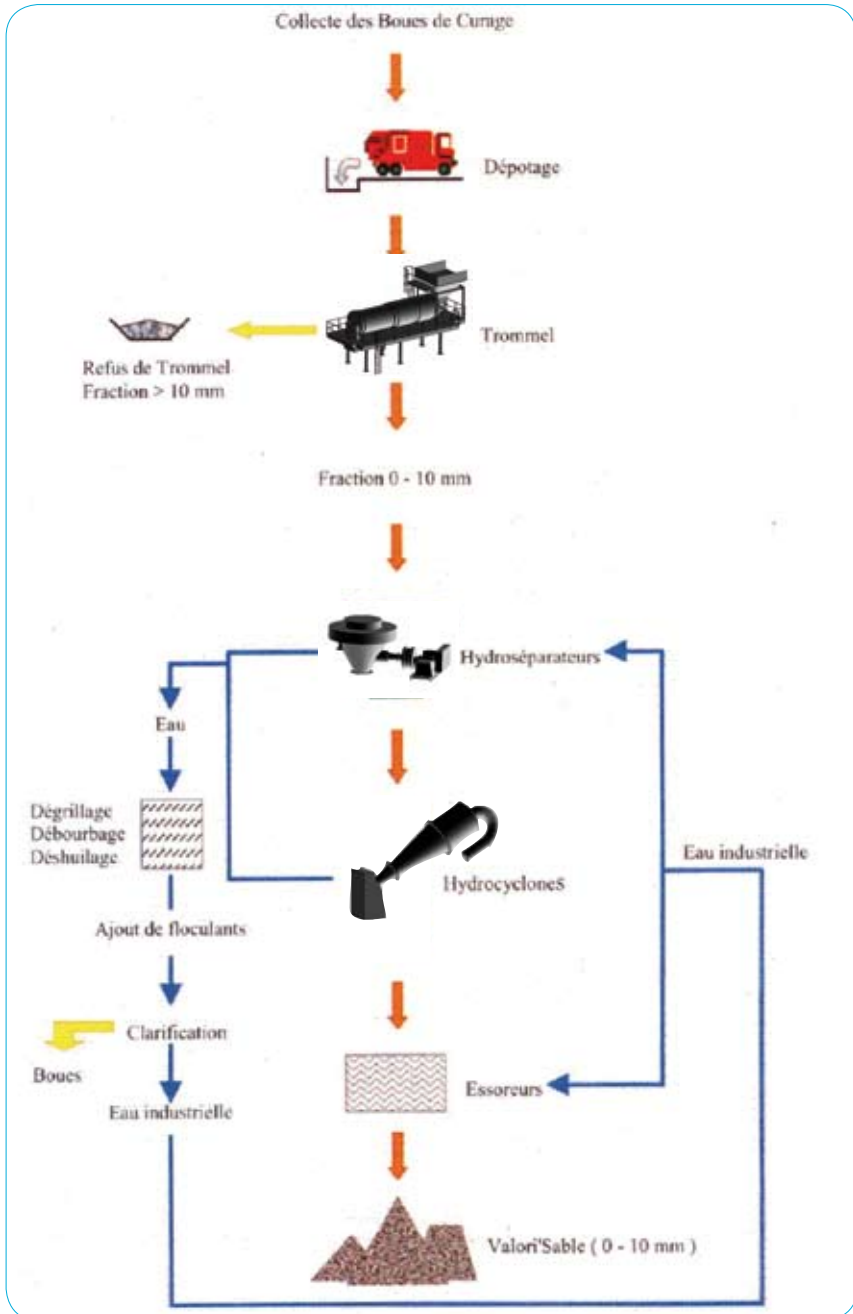 Collecte des Boues de Curage
Dépotage
Trommel
Refus de Trommel
Fraction > 10 mm
Fraction 0 - 10 mm
Hydroséparateurs
Eau
Dégrillage
Débourbage
Déshuilage
Hydrocyclones
Eau industrielle
Ajout de floculants
Clarification
Boues
Essoreurs
Eau industrielle
Valori'Sable ( 0 - 10 mm )